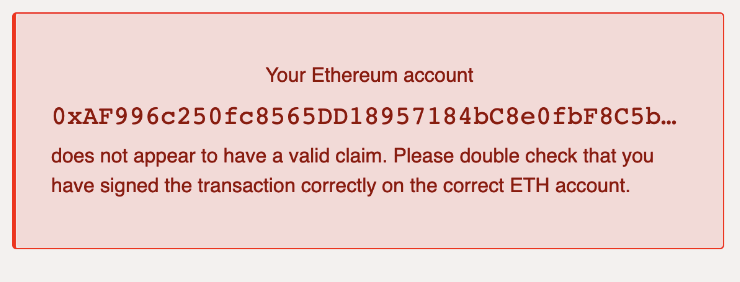 Your Ethereum account
0xAF996c250fc8565DD18957184bC8e0fbF8C5b…
does not appear to have a valid claim. Please double check that you
have signed the transaction correctly on the correct ETH account.